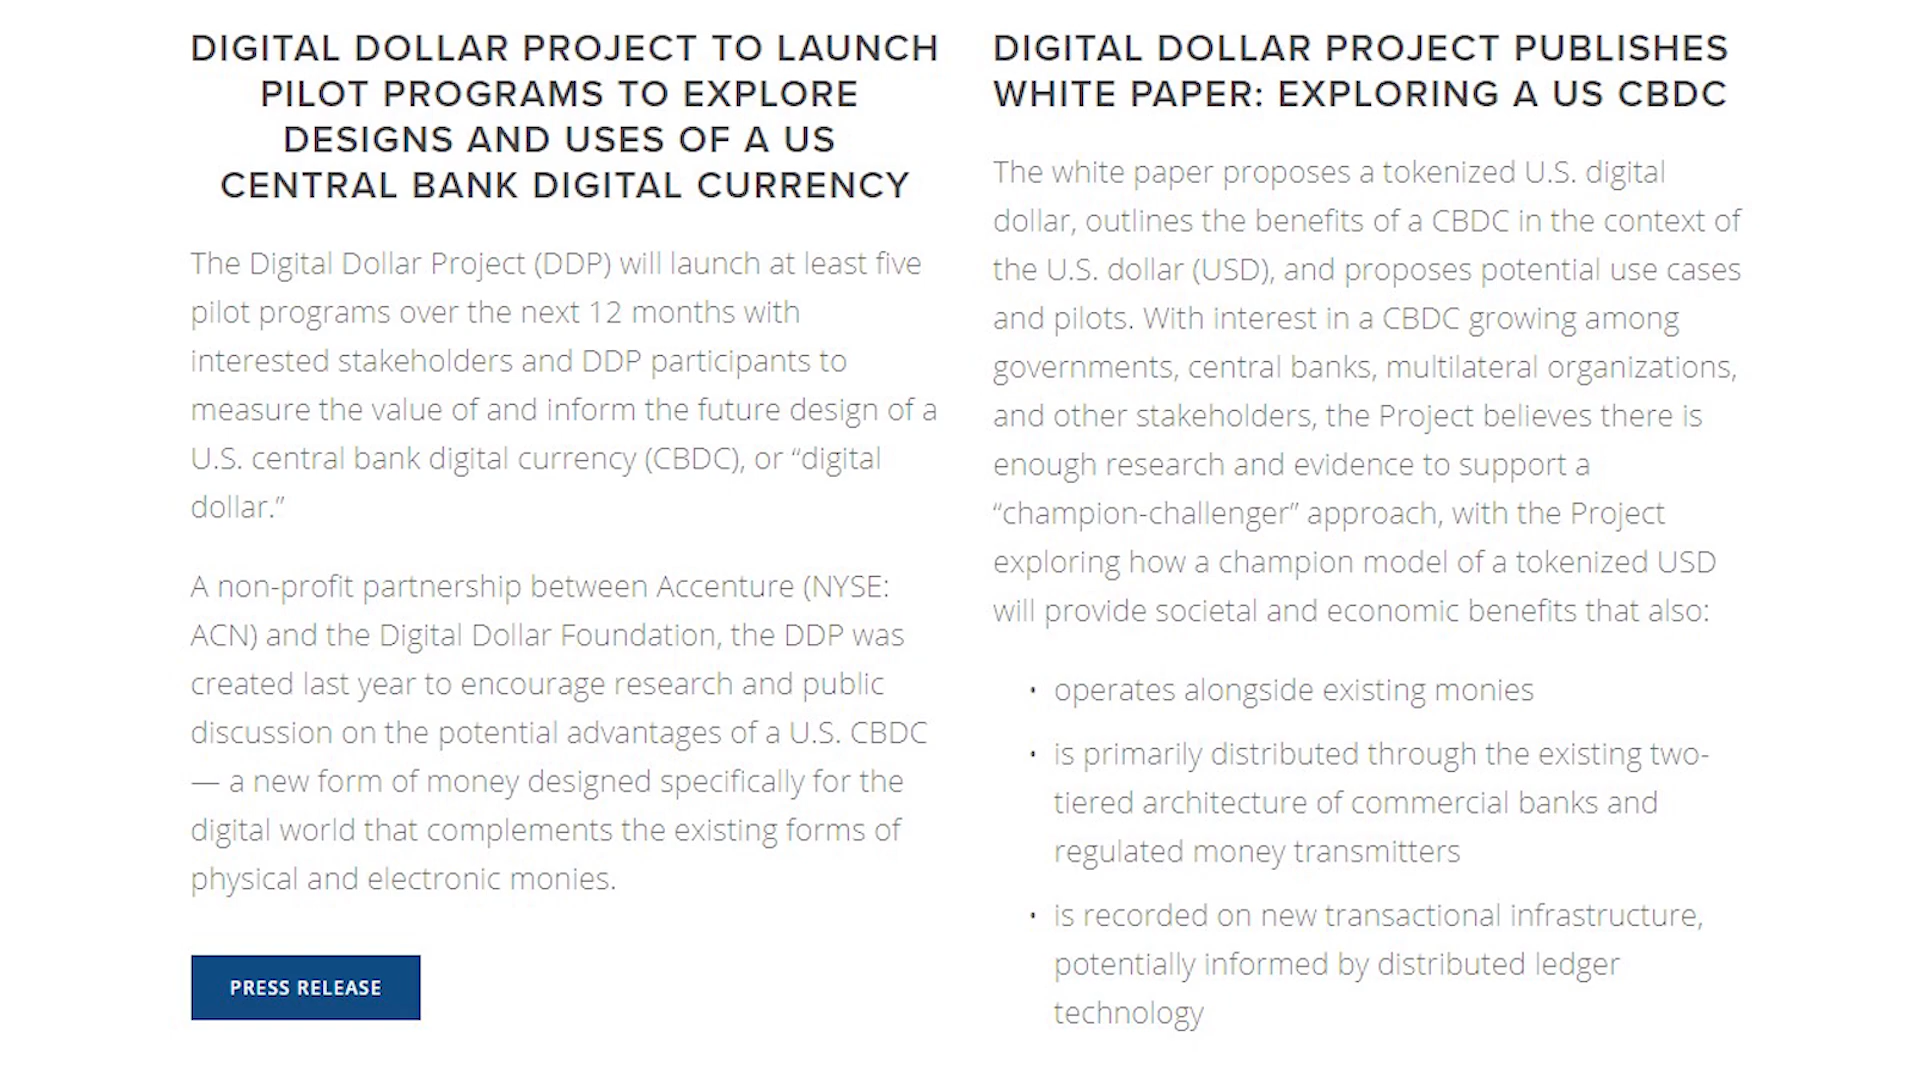 DIGITAL DOLLAR PROJECT TO LAUNCH
PILOT PROGRAMS TO EXPLORE
DESIGNS AND USES OF A US
CENTRAL BANK DIGITAL CURRENCY
The Digital Dollar Project (DDP) will launch at least five
pilot programs over the next 12 months with
interested stakeholders and DDP participants to
measure the value of and inform the future design of a
U.S. central bank digital currency (CBDC), or “digital
dollar.”
A non-profit partnership between Accenture (NYSE:
ACN) and the Digital Dollar Foundation, the DDP was
created last year to encourage research and public
discussion on the potential advantages of a U.S. CBDC
— a new form of money designed specifically for the
digital world that complements the existing forms of
physical and electronic monies.
PRESS RELEASE
DIGITAL DOLLAR PROJECT PUBLISHES
WHITE PAPER: EXPLORING A US CBDC
The white paper proposes a tokenized U.S. digital
dollar, outlines the benefits of a CBDC in the context of
the U.S. dollar (USD), and proposes potential use cases
and pilots. With interest in a CBDC growing among
governments, central banks, multilateral organizations,
and other stakeholders, the Project believes there is
enough research and evidence to support a
“champion-challenger” approach, with the Project
exploring how a champion model of a tokenized USD
will provide societal and economic benefits that also:
• operates alongside existing monies
• is primarily distributed through the existing two-
tiered architecture of commercial banks and
regulated money transmitters
• is recorded on new transactional infrastructure,
potentially informed by distributed ledger
technology